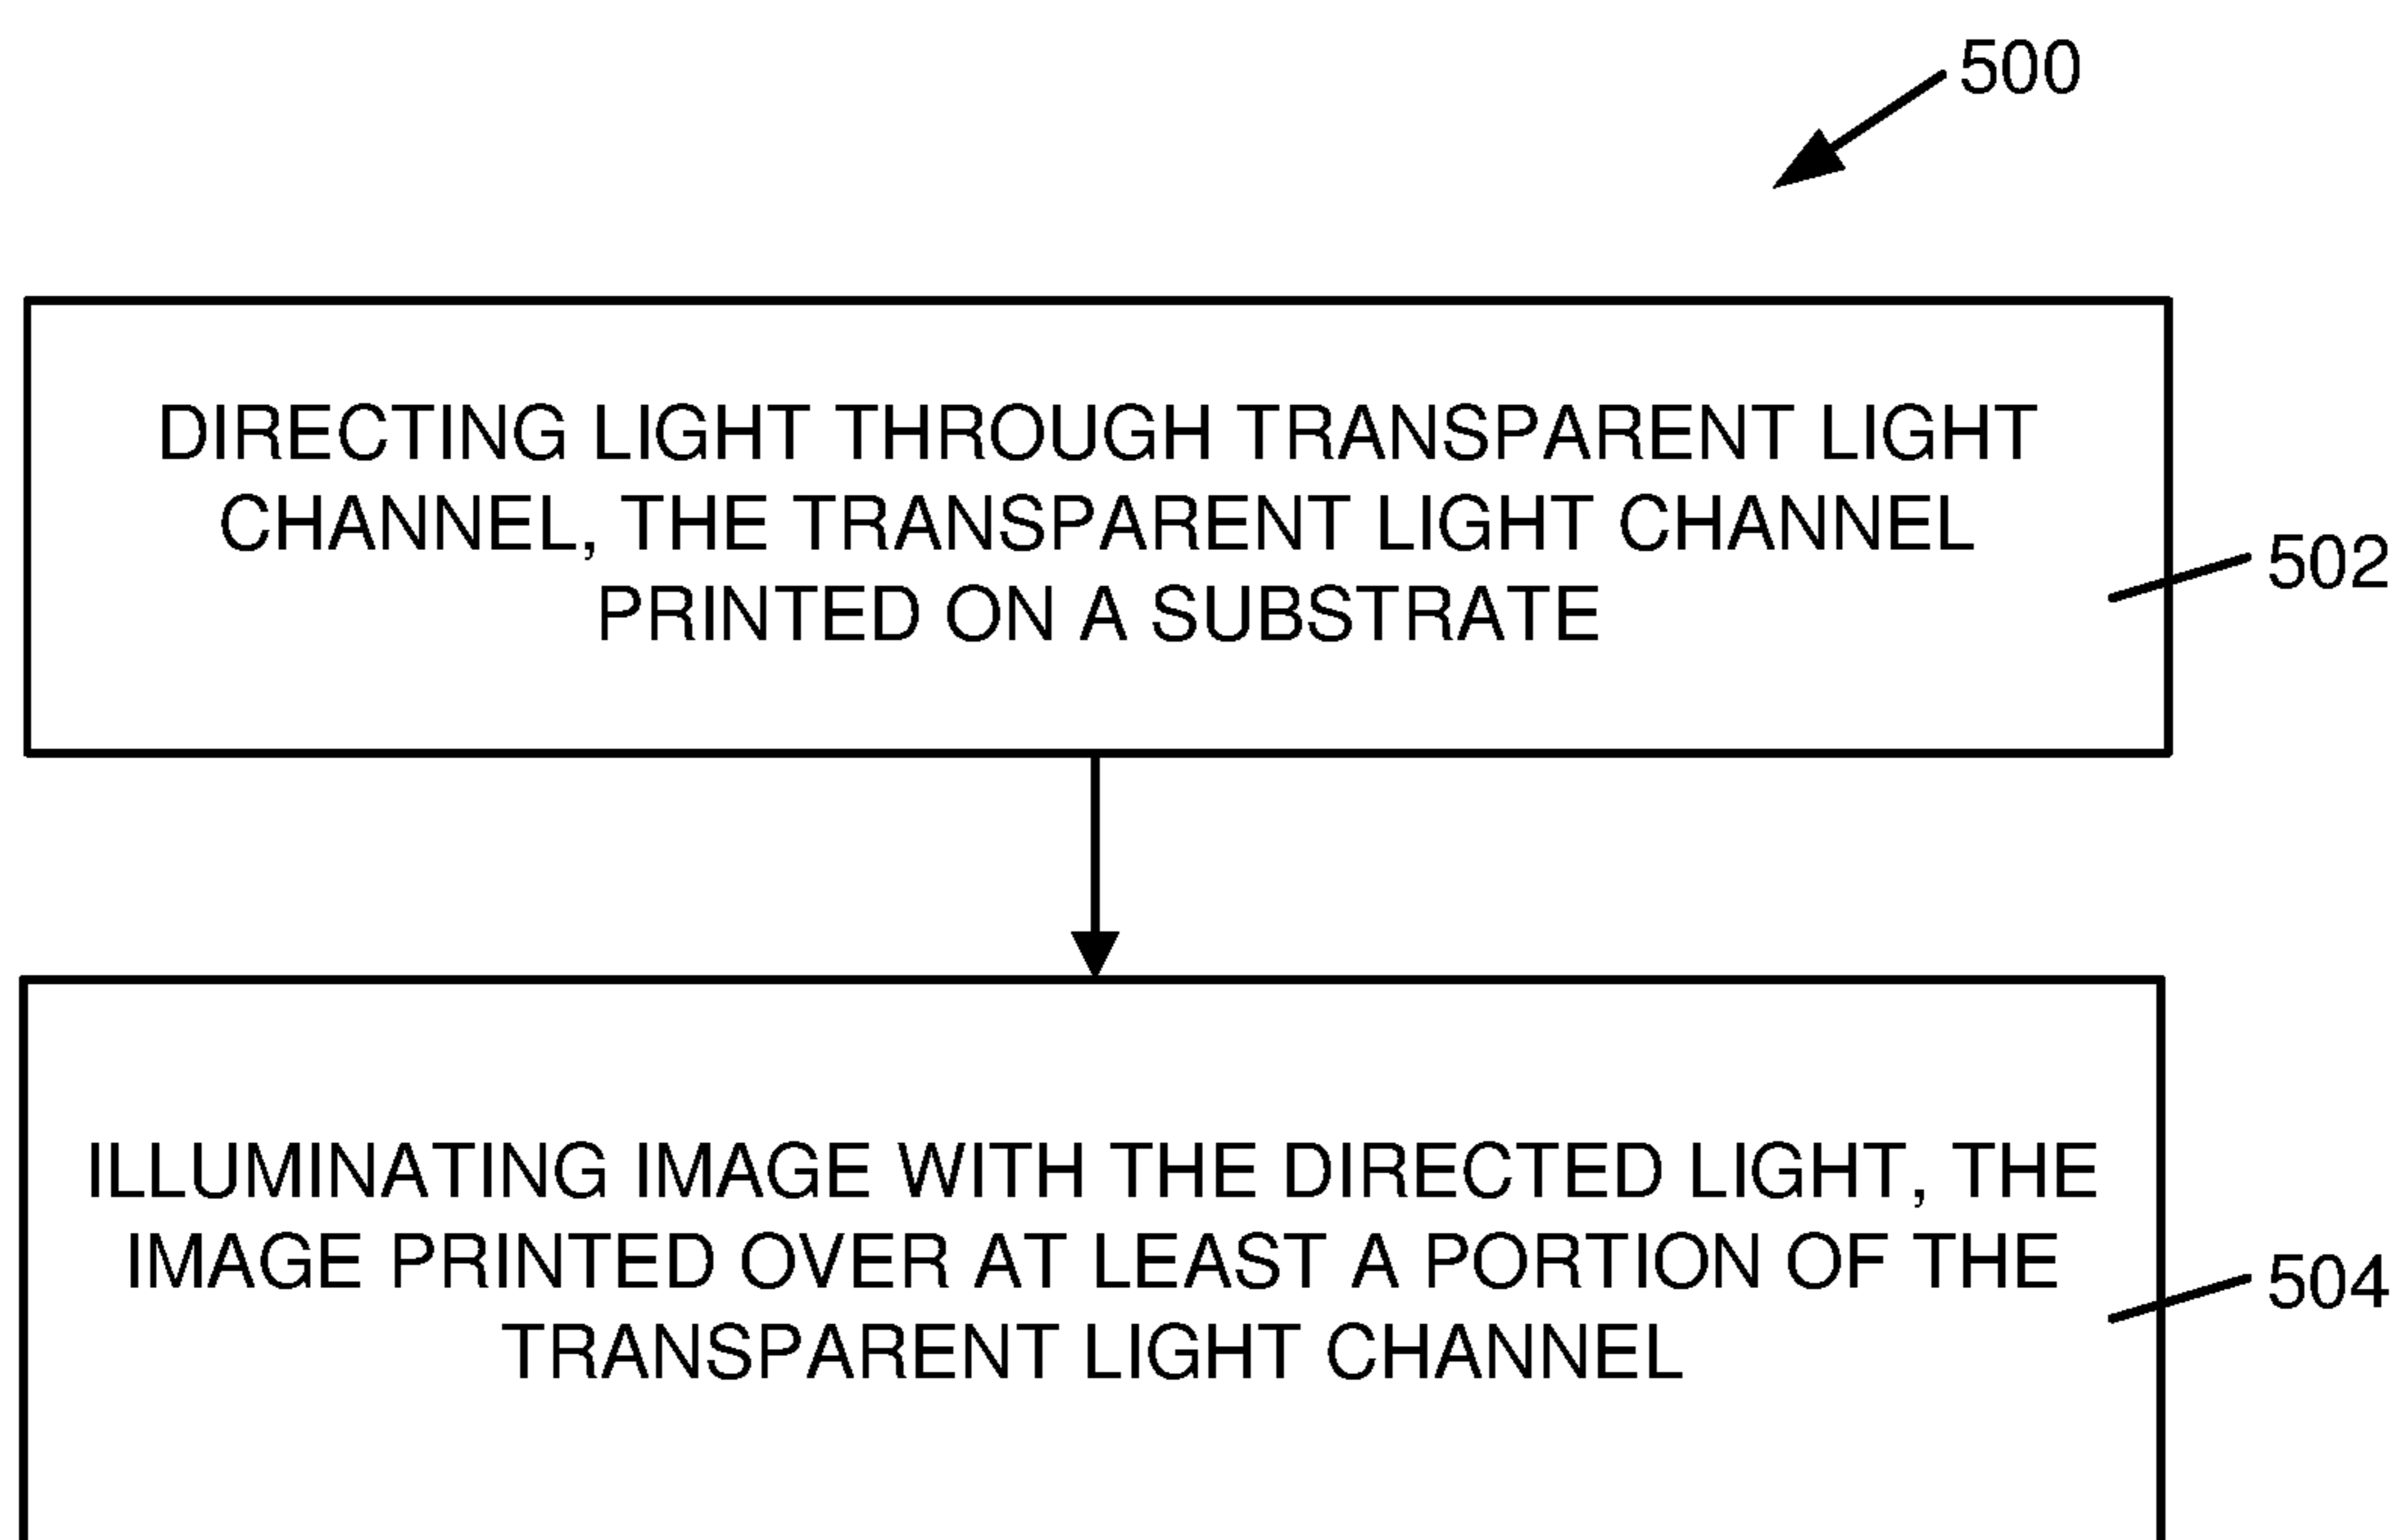 500
DIRECTING LIGHT THROUGH TRANSPARENT LIGHT
CHANNEL, THE TRANSPARENT LIGHT CHANNEL
PRINTED ON A SUBSTRATE
502
ILLUMINATING IMAGE WITH THE DIRECTED LIGHT, THE
IMAGE PRINTED OVER AT LEAST A PORTION OF THE
TRANSPARENT LIGHT CHANNEL
504